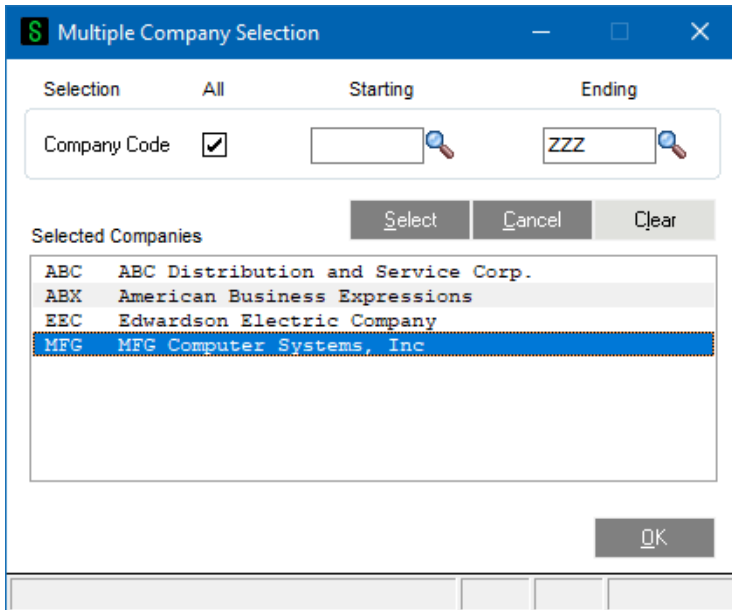 S Multiple Company Selection
Selection All Starting Ending
Company Code ZZZ
Select Cancel Clear
Selected Companies
ABC ABC Distribution and Service Corp.
ABX American Business Expressions
EEC Edwardson Electric Company
MFG MFG Computer Systems, Inc
OK